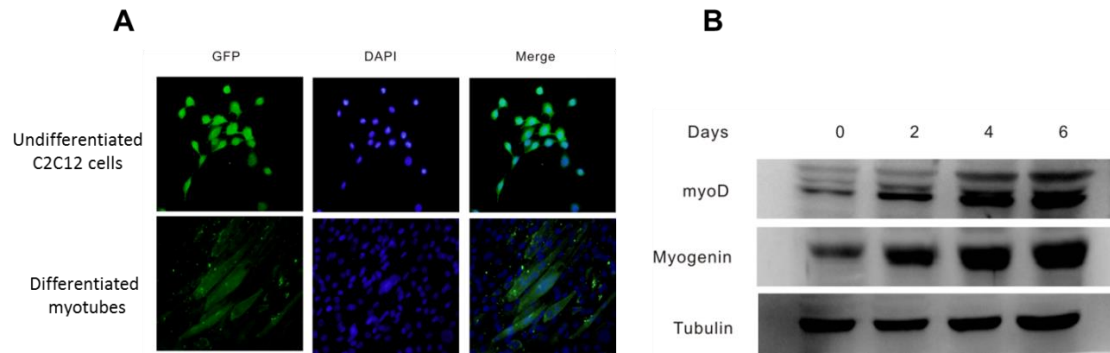 A
B
GFP DAPI Merge
Undifferentiated
C2C12 cells
Differentiated
myotubes
Days 0 2 4 6
myoD
Myogenin
Tubulin